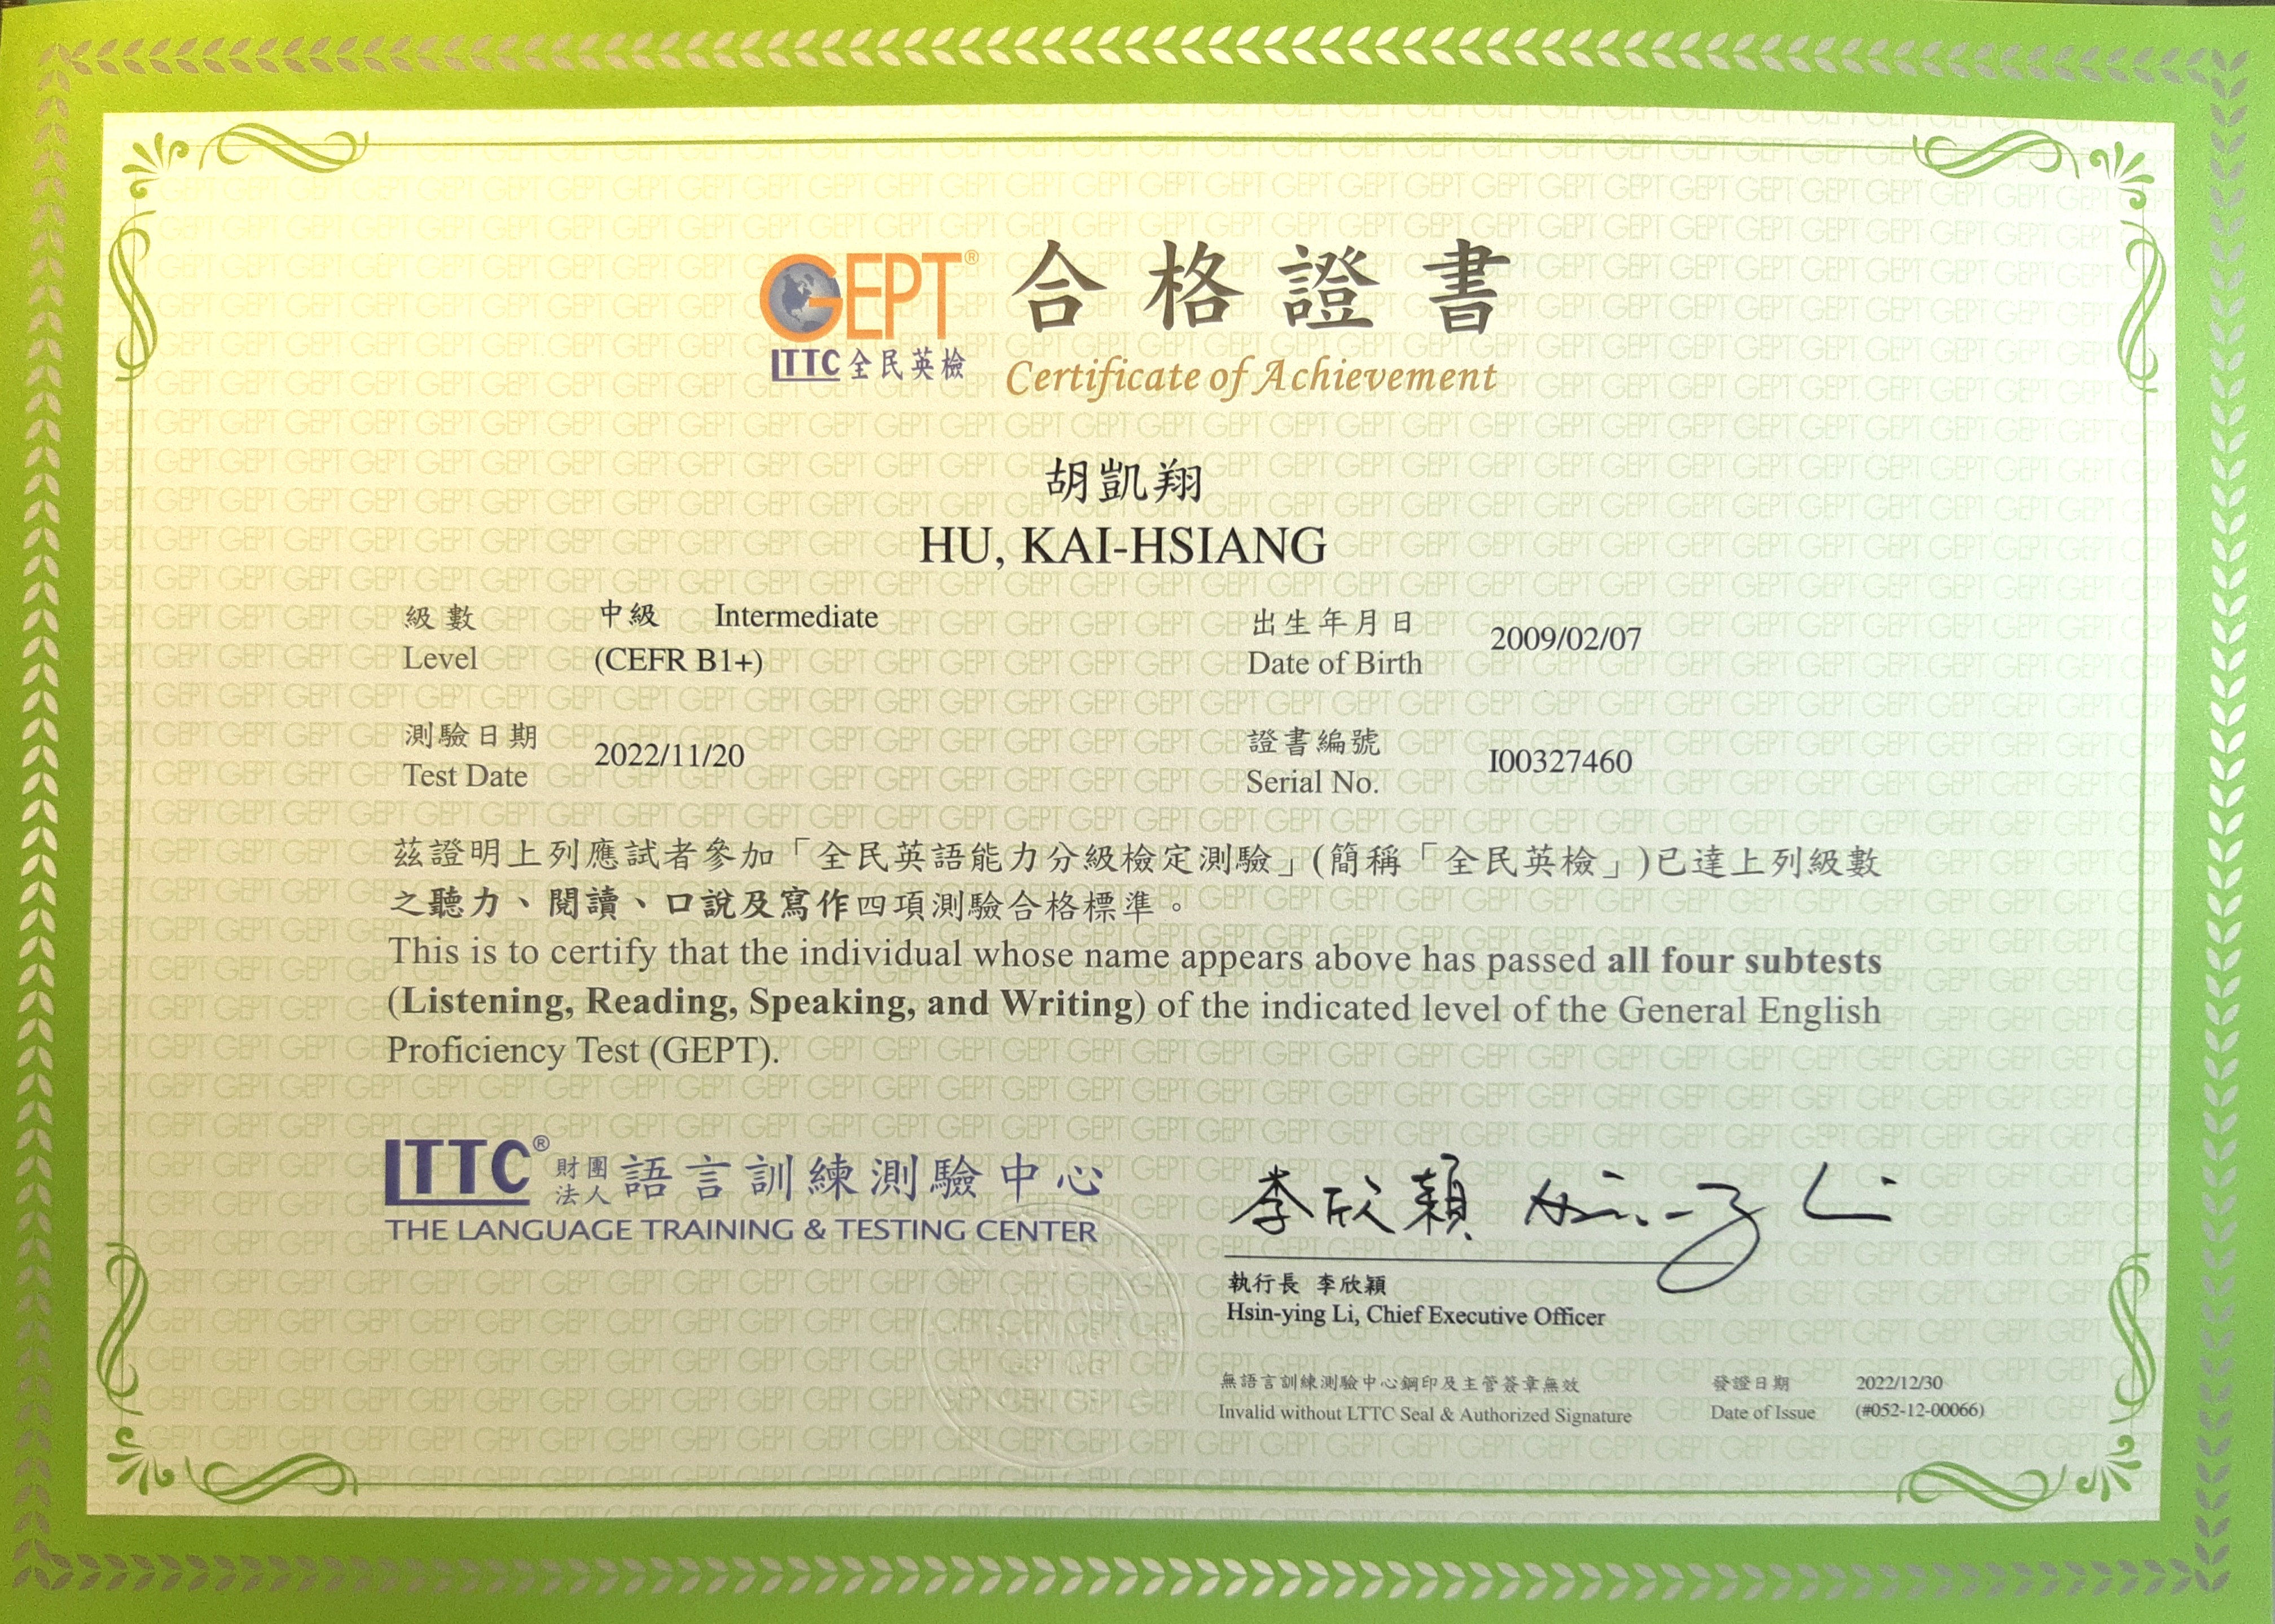 GEPT®
LTTC 全民英檢
合格證書
Certificate of Achievement
胡凱翔
HU, KAI-HSIANG
級數 中級 Intermediate
Level (CEFR B1+)
出生年月日 2009/02/07
Date of Birth
測驗日期 2022/11/20
Test Date
證書編號 I00327460
Serial No.
茲證明上列應試者參加「全民英語能力分級檢定測驗」(簡稱「全民英檢」)已達上列級數
之聽力、閱讀、口說及寫作四項測驗合格標準。
This is to certify that the individual whose name appears above has passed all four subtests
(Listening, Reading, Speaking, and Writing) of the indicated level of the General English
Proficiency Test (GEPT).
LTTC® 財團法人 語言訓練測驗中心
THE LANGUAGE TRAINING & TESTING CENTER
李欣穎 Hsin-ying Li
執行長 李欣穎
Hsin-ying Li, Chief Executive Officer
無語言訓練測驗中心鋼印及主管簽章無效
Invalid without LTTC Seal & Authorized Signature
發證日期 2022/12/30
Date of Issue (#052-12-00066)